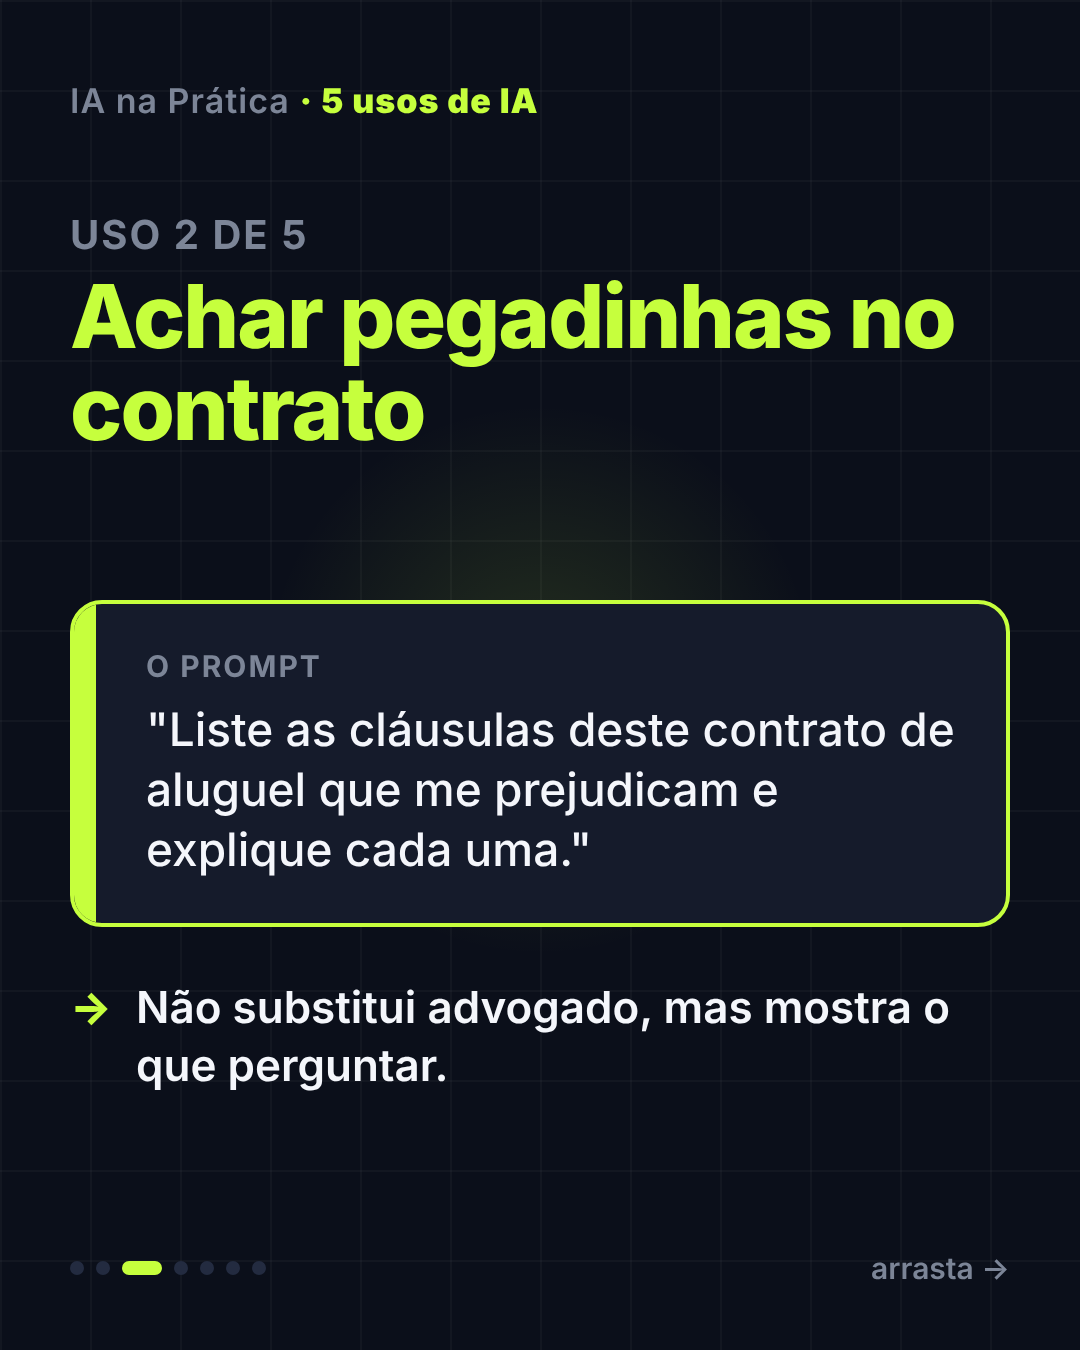 IA na Prática · 5 usos de IA
USO 2 DE 5
Achar pegadinhas no
contrato
O PROMPT
"Liste as cláusulas deste contrato de
aluguel que me prejudicam e
explique cada uma."
→ Não substitui advogado, mas mostra o
que perguntar.
arrasta →